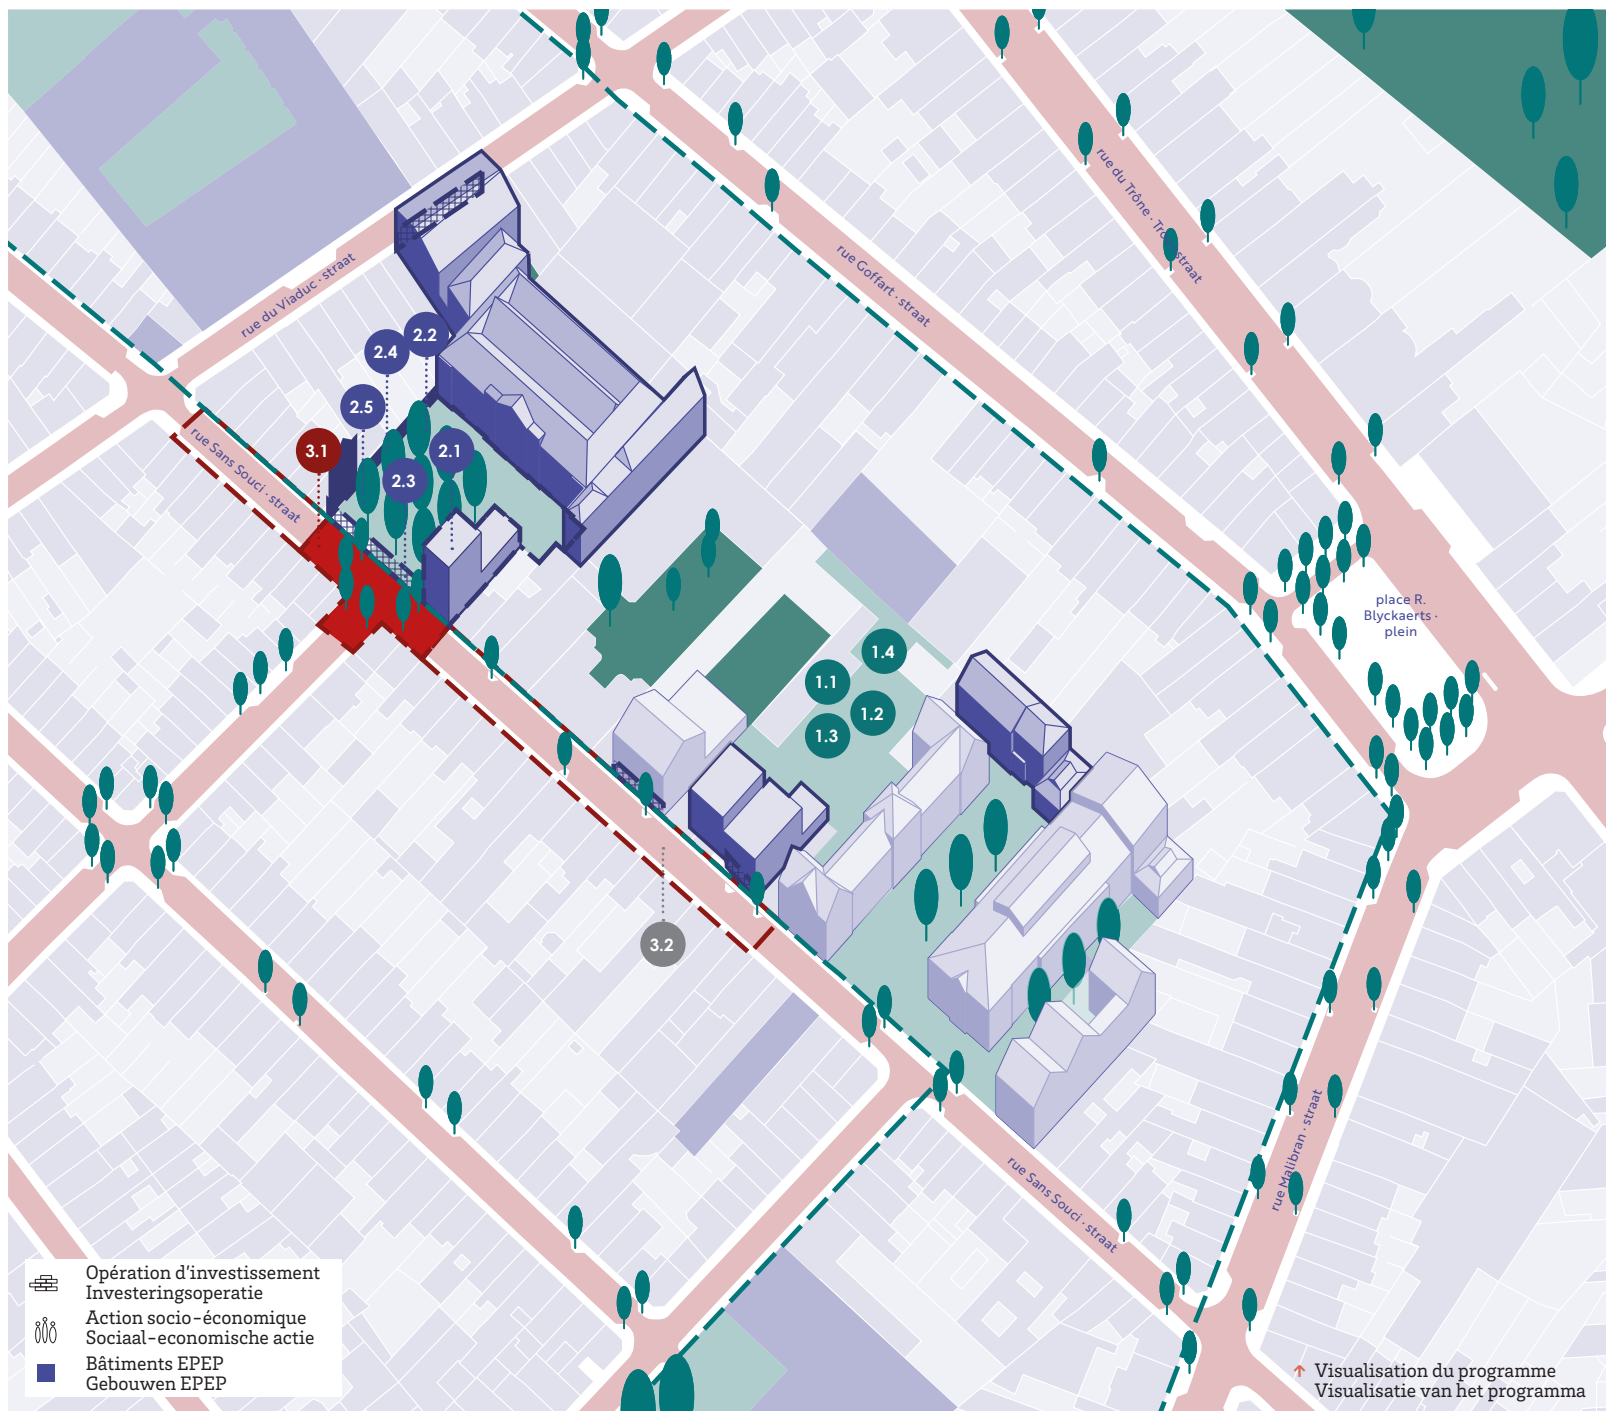 rue du Trône · Tro
straat
rue Goffart · straat
rue du Viaduc · straat
2.2
2.4
2.5
3.1
2.1
2.3
rue Sans Souci · straat
place R.
Blyckaerts ·
plein
1.4
1.1
1.2
1.3
3.2
rue Malibran · straat
rue Sans Souci · straat
Opération d'investissement
Investeringsoperatie
Action socio-économique
Sociaal-economische actie
Bâtiments EPEP
Gebouwen EPEP
↑ Visualisation du programme
Visualisatie van het programma